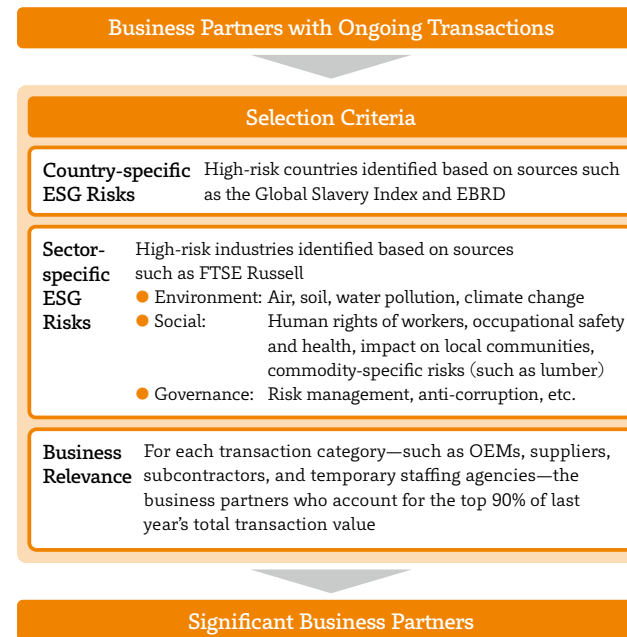 Business Partners with Ongoing Transactions
Selection Criteria
Country-specific
ESG Risks
High-risk countries identified based on sources such
as the Global Slavery Index and EBRD
Sector-
specific
ESG
Risks
High-risk industries identified based on sources
such as FTSE Russell
● Environment: Air, soil, water pollution, climate change
● Social: Human rights of workers, occupational safety
and health, impact on local communities,
commodity-specific risks (such as lumber)
● Governance: Risk management, anti-corruption, etc.
Business
Relevance
For each transaction category—such as OEMs, suppliers,
subcontractors, and temporary staffing agencies—the
business partners who account for the top 90% of last
year's total transaction value
Significant Business Partners